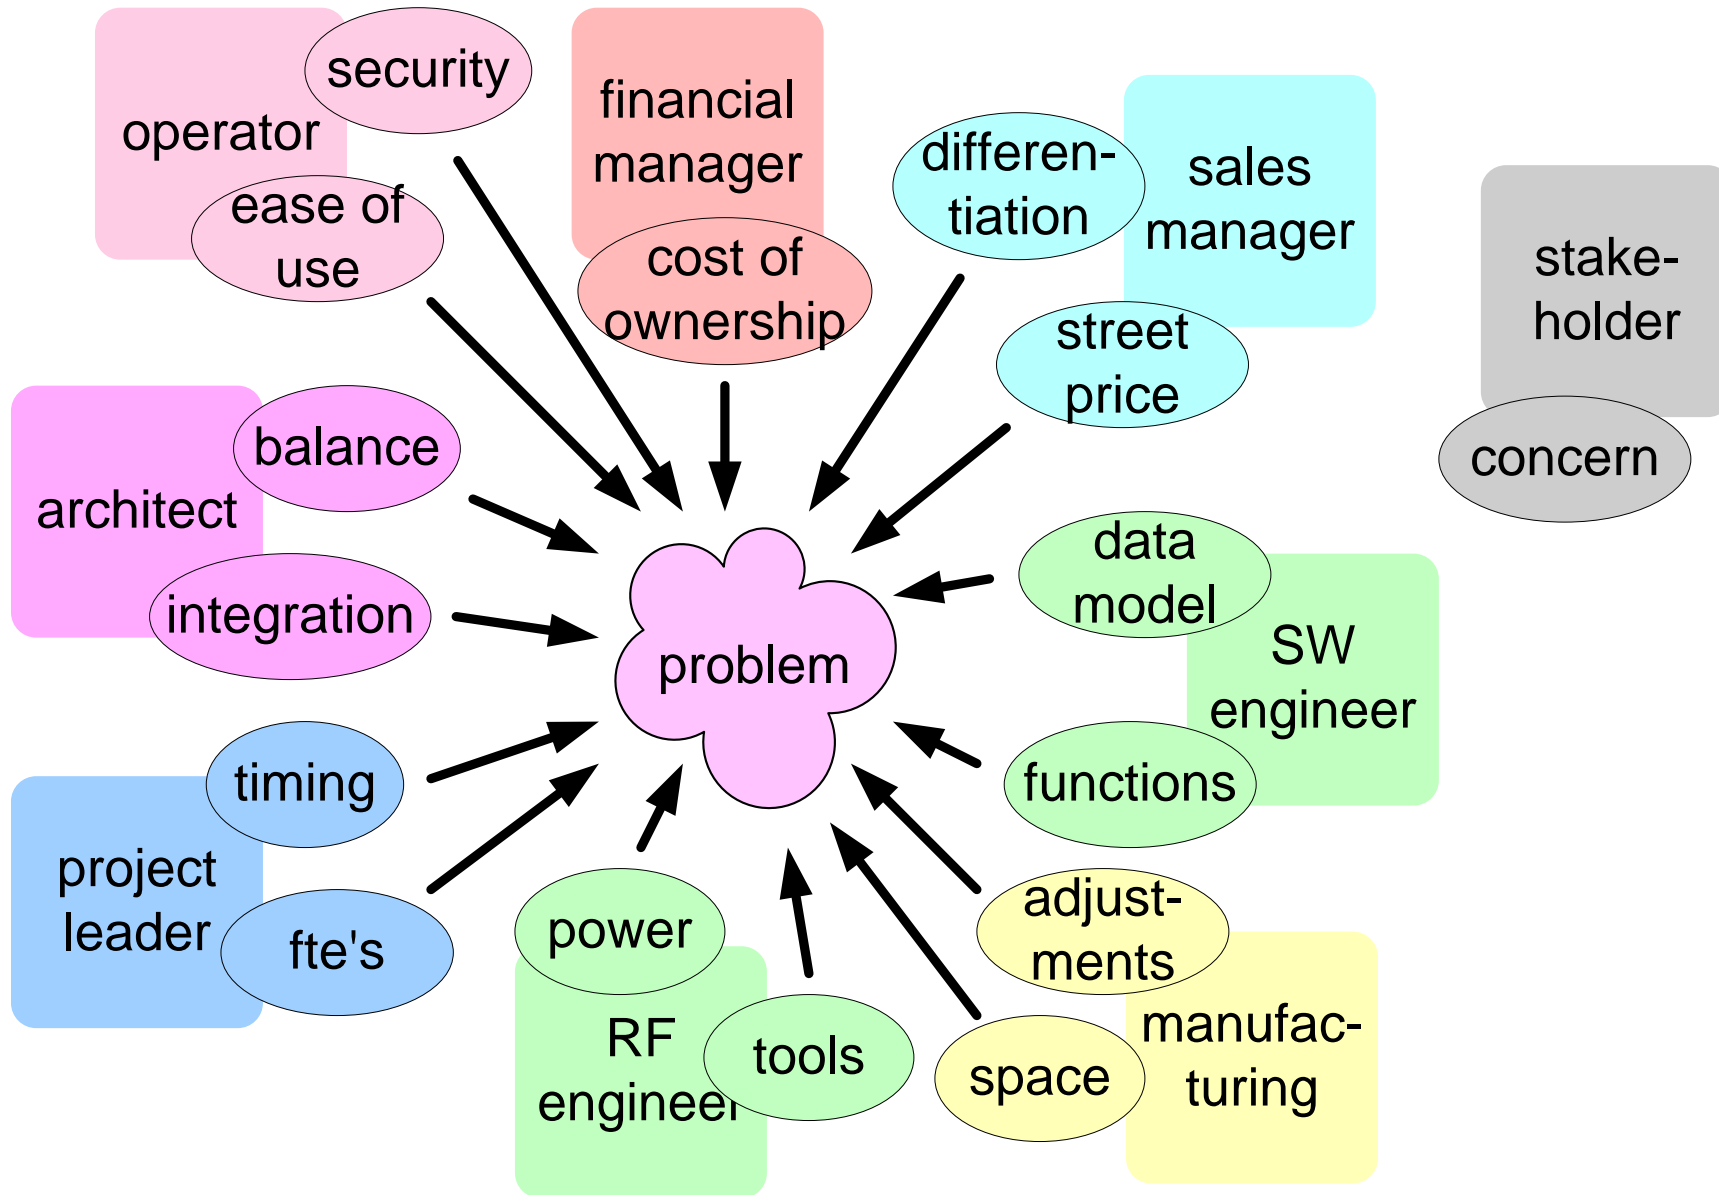 security
operator
ease of
use
financial
manager
cost of
ownership
differen-
tiation
sales
manager
street
price
stake-
holder
concern
balance
architect
integration
problem
data
model
SW
engineer
functions
timing
project
leader
fte's
power
RF
engineer
tools
adjust-
ments
space
manufac-
turing